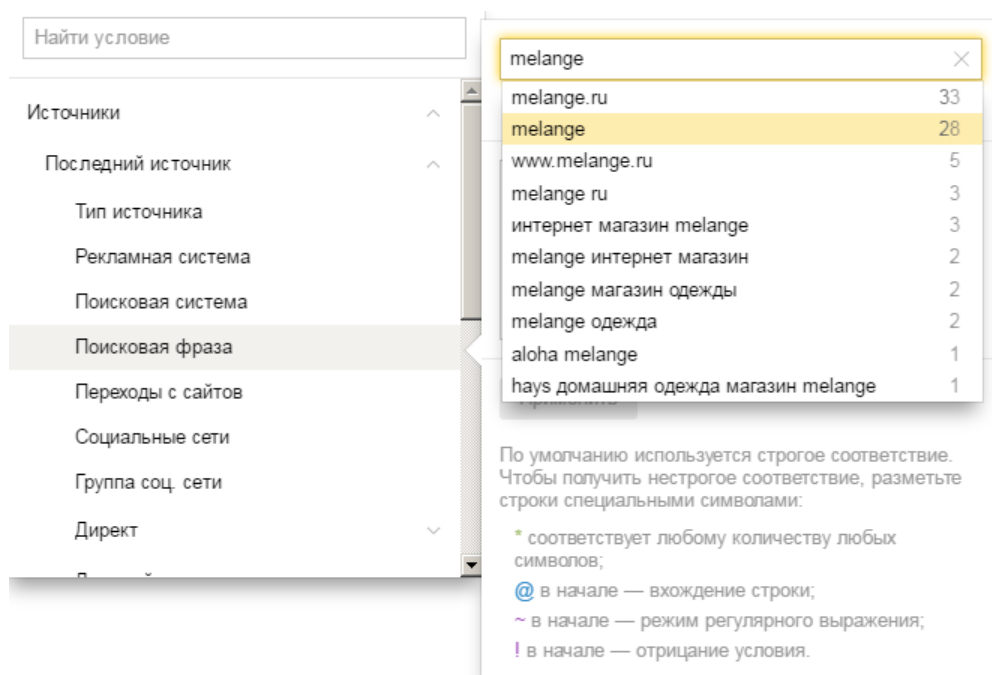 Найти условие
Источники
Последний источник
Тип источника
Рекламная система
Поисковая система
Поисковая фраза
Переходы с сайтов
Социальные сети
Группа соц. сети
Директ
melange
melange.ru 33
melange 28
www.melange.ru 5
melange ru 3
интернет магазин melange 3
melange интернет магазин 2
melange магазин одежды 2
melange одежда 2
aloha melange 1
hays домашняя одежда магазин melange 1
По умолчанию используется строгое соответствие.
Чтобы получить нестрогое соответствие, разметьте
строки специальными символами:
* соответствует любому количеству любых
символов;
@ в начале — вхождение строки;
~ в начале — режим регулярного выражения;
! в начале — отрицание условия.